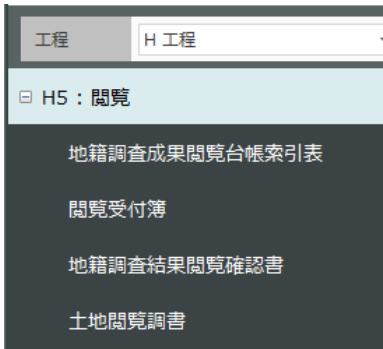 工程 H 工程
H5：閲覧
地籍調査成果閲覧台帳索引表
閲覧受付簿
地籍調査結果閲覧確認書
土地閲覧調書